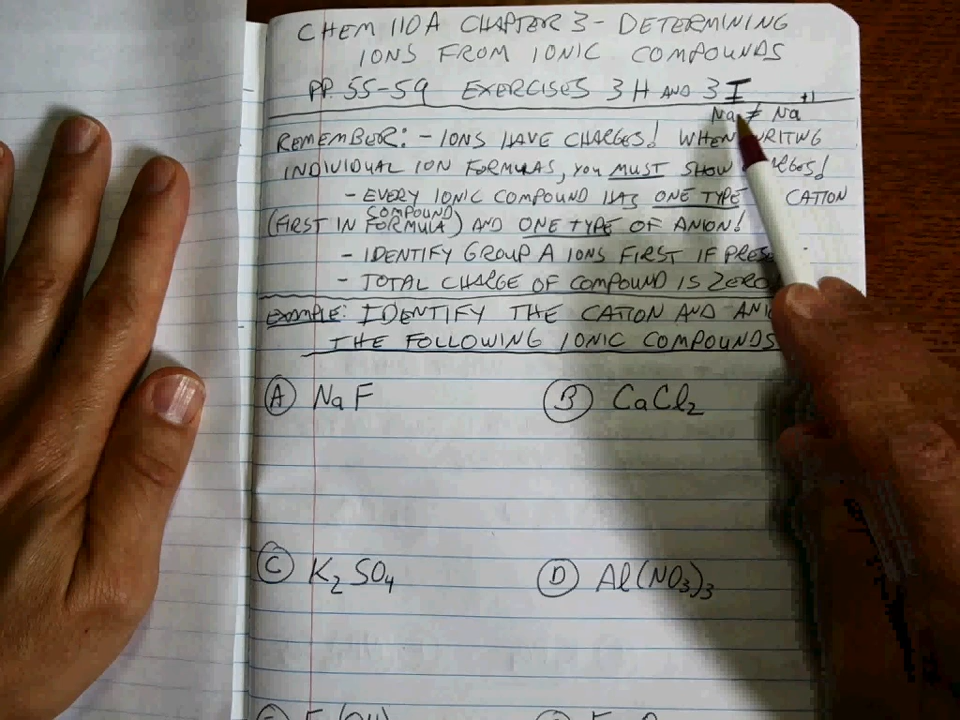 CHEM 110A CHAPTER 3 - DETERMINING
IONS FROM IONIC COMPOUNDS
PP. 55-59 EXERCISES 3H AND 3I
Na ≠ Na+1
REMEMBER: - IONS HAVE CHARGES! WHEN WRITING
INDIVIDUAL ION FORMULAS, YOU MUST SHOW
- EVERY IONIC COMPOUND HAS ONE TYPE CATION
(FIRST IN COMPOUND FORMULA) AND ONE TYPE OF ANION!
- IDENTIFY GROUP A IONS FIRST IF
- TOTAL CHARGE OF COMPOUND IS ZERO
EXAMPLE: IDENTIFY THE CATION AND
THE FOLLOWING IONIC COMPOUNDS
(A) NaF (B) CaCl2
(C) K2SO4 (D) Al(NO3)3